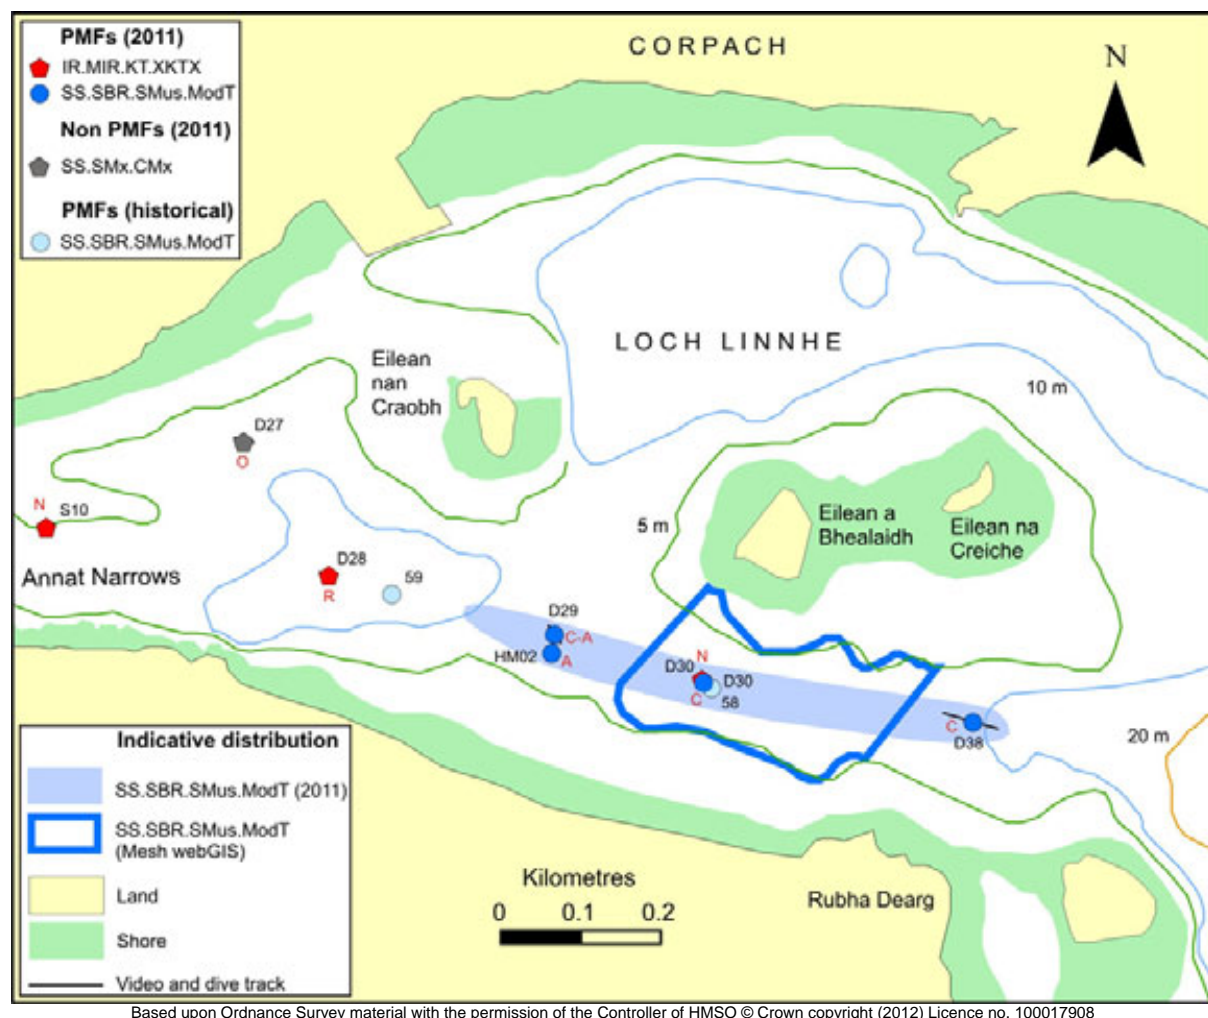 PMFs (2011)
IR.MIR.KT.XKTX
SS.SBR.SMus.ModT
Non PMFs (2011)
SS.SMx.CMx
PMFs (historical)
SS.SBR.SMus.ModT
CORPACH
N
LOCH LINNHE
Eilean
nan
Craobh
10 m
D27
O
N
S10
5 m
Eilean a
Bhealaidh
Eilean na
Creiche
Annat Narrows
D28
R
59
D29
C-A
HM02
A
N
D30
D30
C
58
C
D38
20 m
Indicative distribution
SS.SBR.SMus.ModT (2011)
SS.SBR.SMus.ModT
(Mesh webGIS)
Land
Shore
Video and dive track
Kilometres
0 0.1 0.2
Rubha Dearg
Based upon Ordnance Survey material with the permission of the Controller of HMSO © Crown copyright (2012) Licence no. 100017908